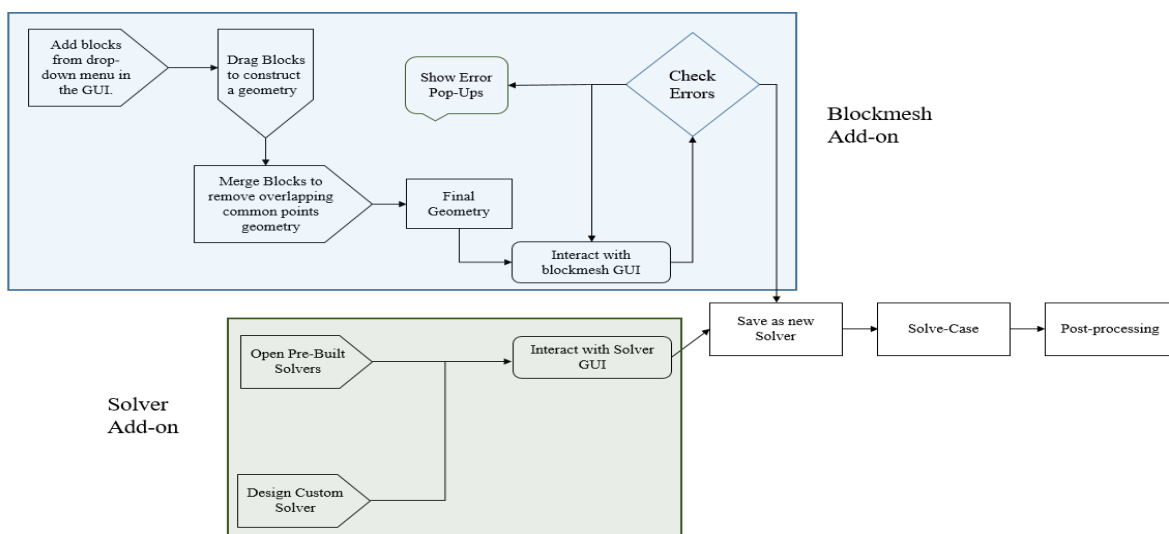 Add blocks
from drop-
down menu in
the GUI.
Drag Blocks
to construct
a geometry
Show Error
Pop-Ups
Check
Errors
Blockmesh
Add-on
Merge Blocks to
remove overlapping
common points
geometry
Final
Geometry
Interact with
blockmesh GUI
Save as new
Solver
Solve-Case
Post-processing
Open Pre-Built
Solvers
Interact with Solver
GUI
Solver
Add-on
Design Custom
Solver